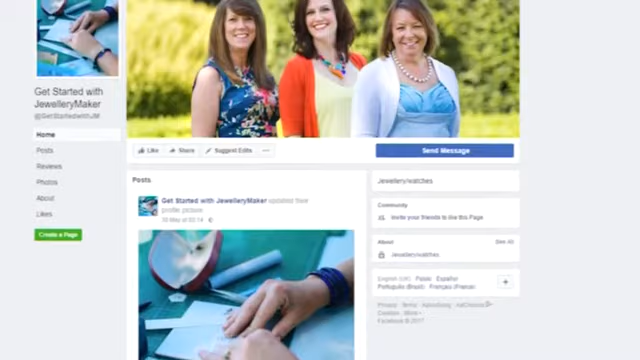 Get Started with
JewelleryMaker
@GetStartedwithJM
Home
Posts
Reviews
Photos
About
Likes
Create a Page
Like
Share
Suggest Edits
Send Message
Posts
Get Started with JewelleryMaker updated their
profile picture.
Jewellery/watches
Community
Invite your friends to like this Page
About
See All
Jewellery/watches
English (UK) · Polski · Español ·
Português (Brasil) · Français (France)
Privacy · Terms · Advertising · AdChoices
Cookies · More
Facebook © 2017